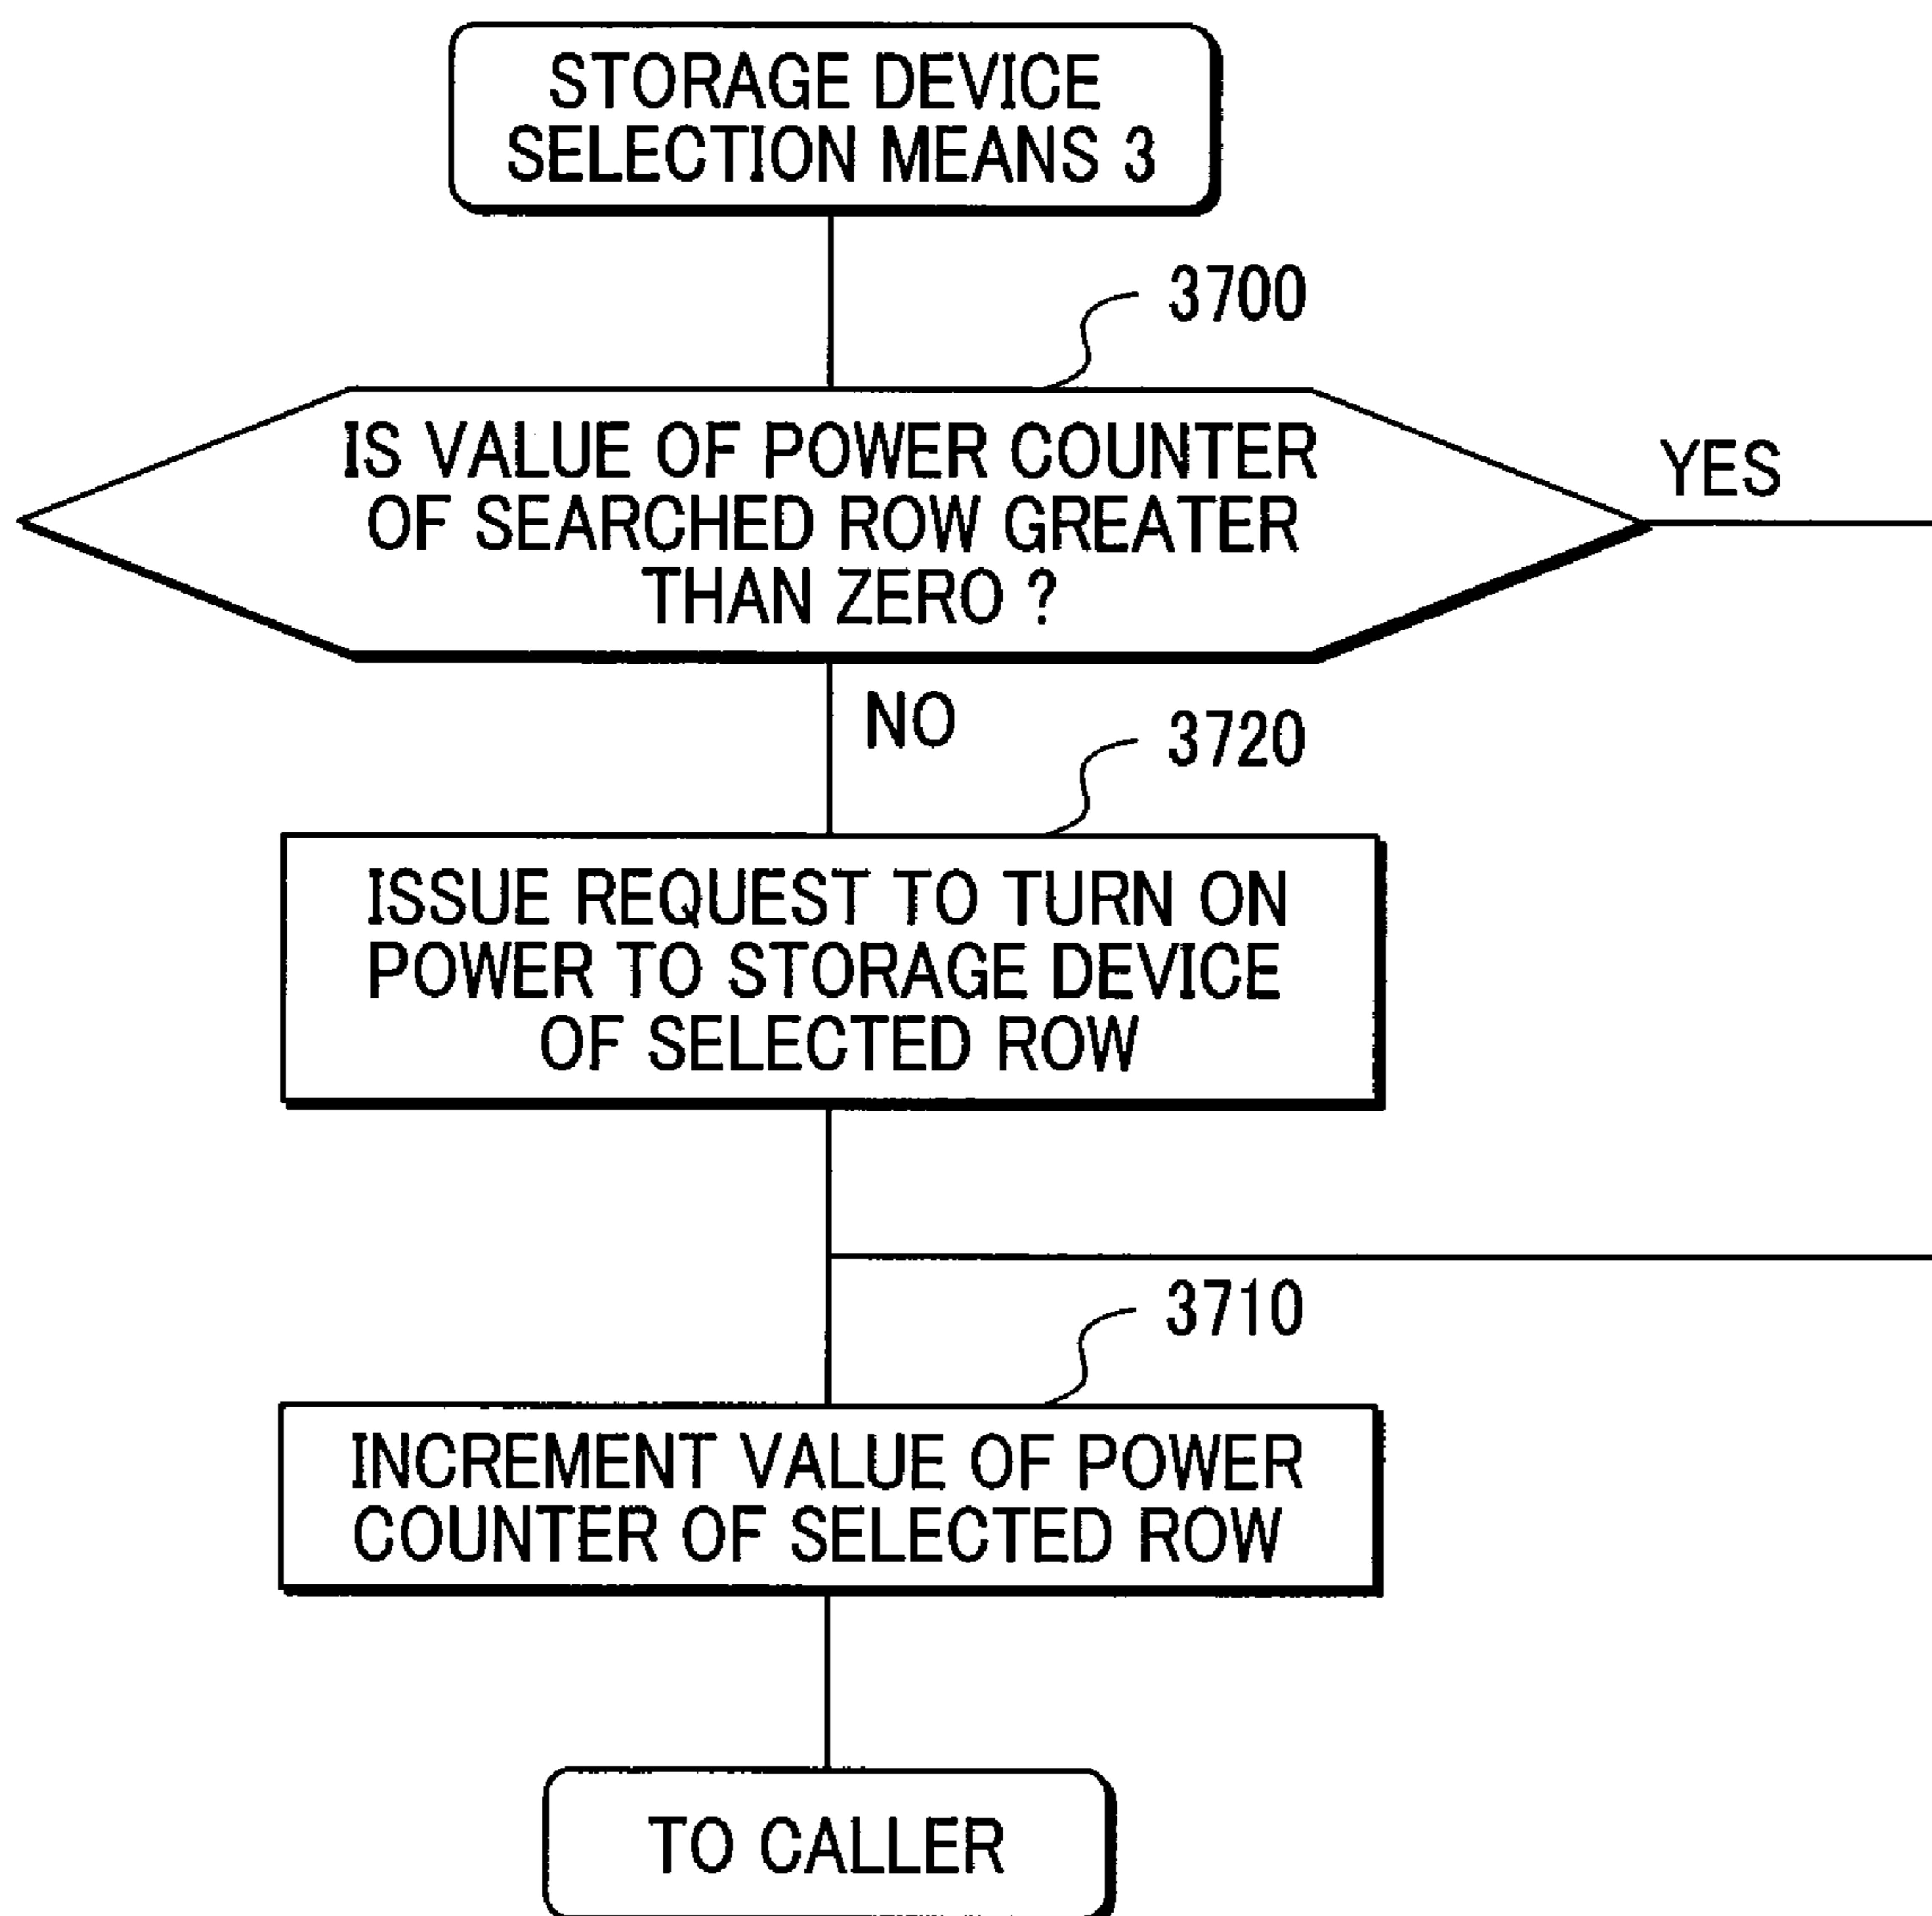 STORAGE DEVICE
SELECTION MEANS 3
3700
IS VALUE OF POWER COUNTER
OF SEARCHED ROW GREATER
THAN ZERO ?
YES
NO
3720
ISSUE REQUEST TO TURN ON
POWER TO STORAGE DEVICE
OF SELECTED ROW
3710
INCREMENT VALUE OF POWER
COUNTER OF SELECTED ROW
TO CALLER